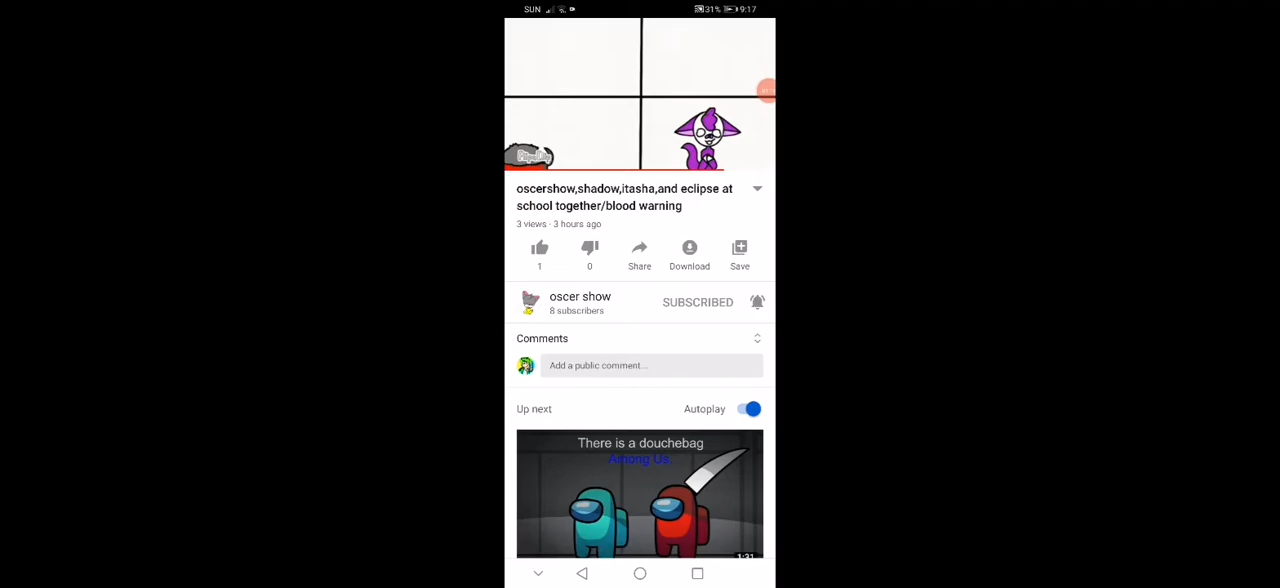 SUN 31% 9:17
oscershow,shadow,itasha,and eclipse at
school together/blood warning
3 views · 3 hours ago
1 0 Share Download Save
oscer show SUBSCRIBED
8 subscribers
Comments
Add a public comment...
Up next Autoplay
There is a douchebag
Among Us.
1:31